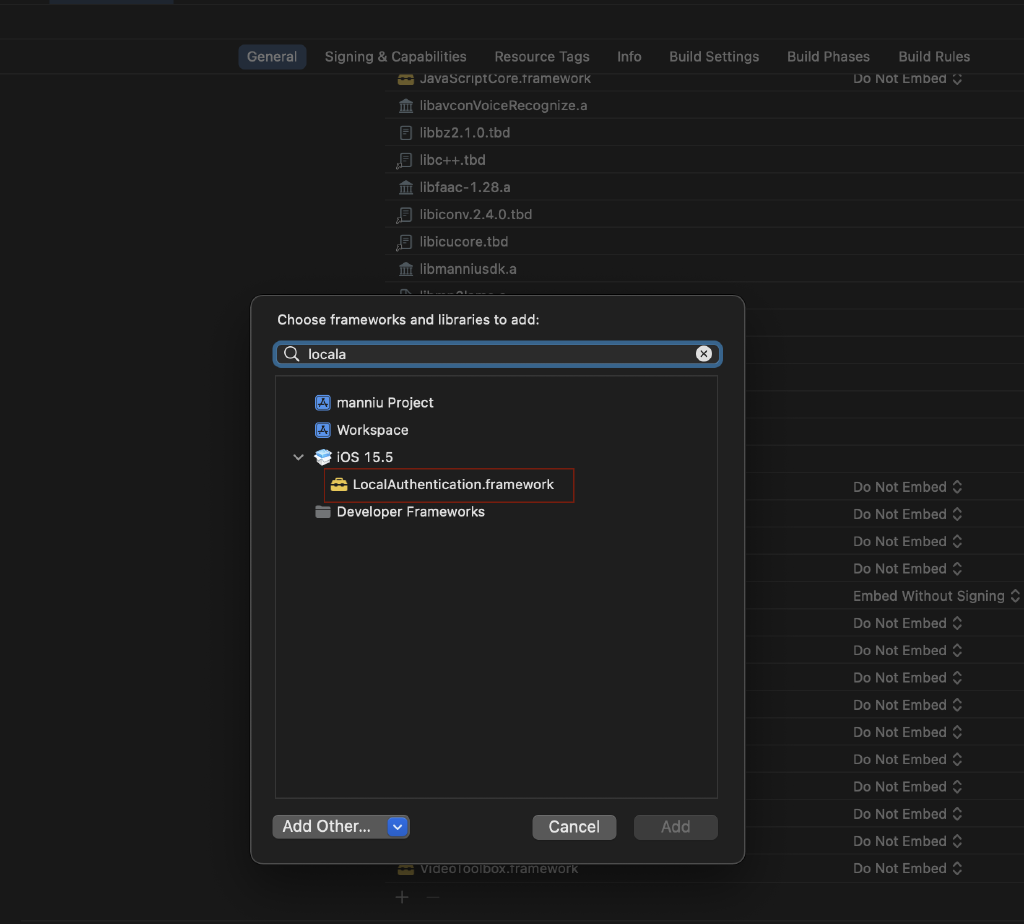 General Signing & Capabilities Resource Tags Info Build Settings Build Phases Build Rules
JavaScriptCore.framework Do Not Embed
libavconVoiceRecognize.a
libbz2.1.0.tbd
libc++.tbd
libfaac-1.28.a
libiconv.2.4.0.tbd
libicucore.tbd
libmanniusdk.a
Choose frameworks and libraries to add:
locala
manniu Project
Workspace
iOS 15.5
LocalAuthentication.framework
Developer Frameworks
Do Not Embed
Do Not Embed
Do Not Embed
Do Not Embed
Embed Without Signing
Do Not Embed
Do Not Embed
Do Not Embed
Do Not Embed
Do Not Embed
Do Not Embed
Do Not Embed
Do Not Embed
Do Not Embed
Add Other... Cancel Add
VideoToolbox.framework Do Not Embed